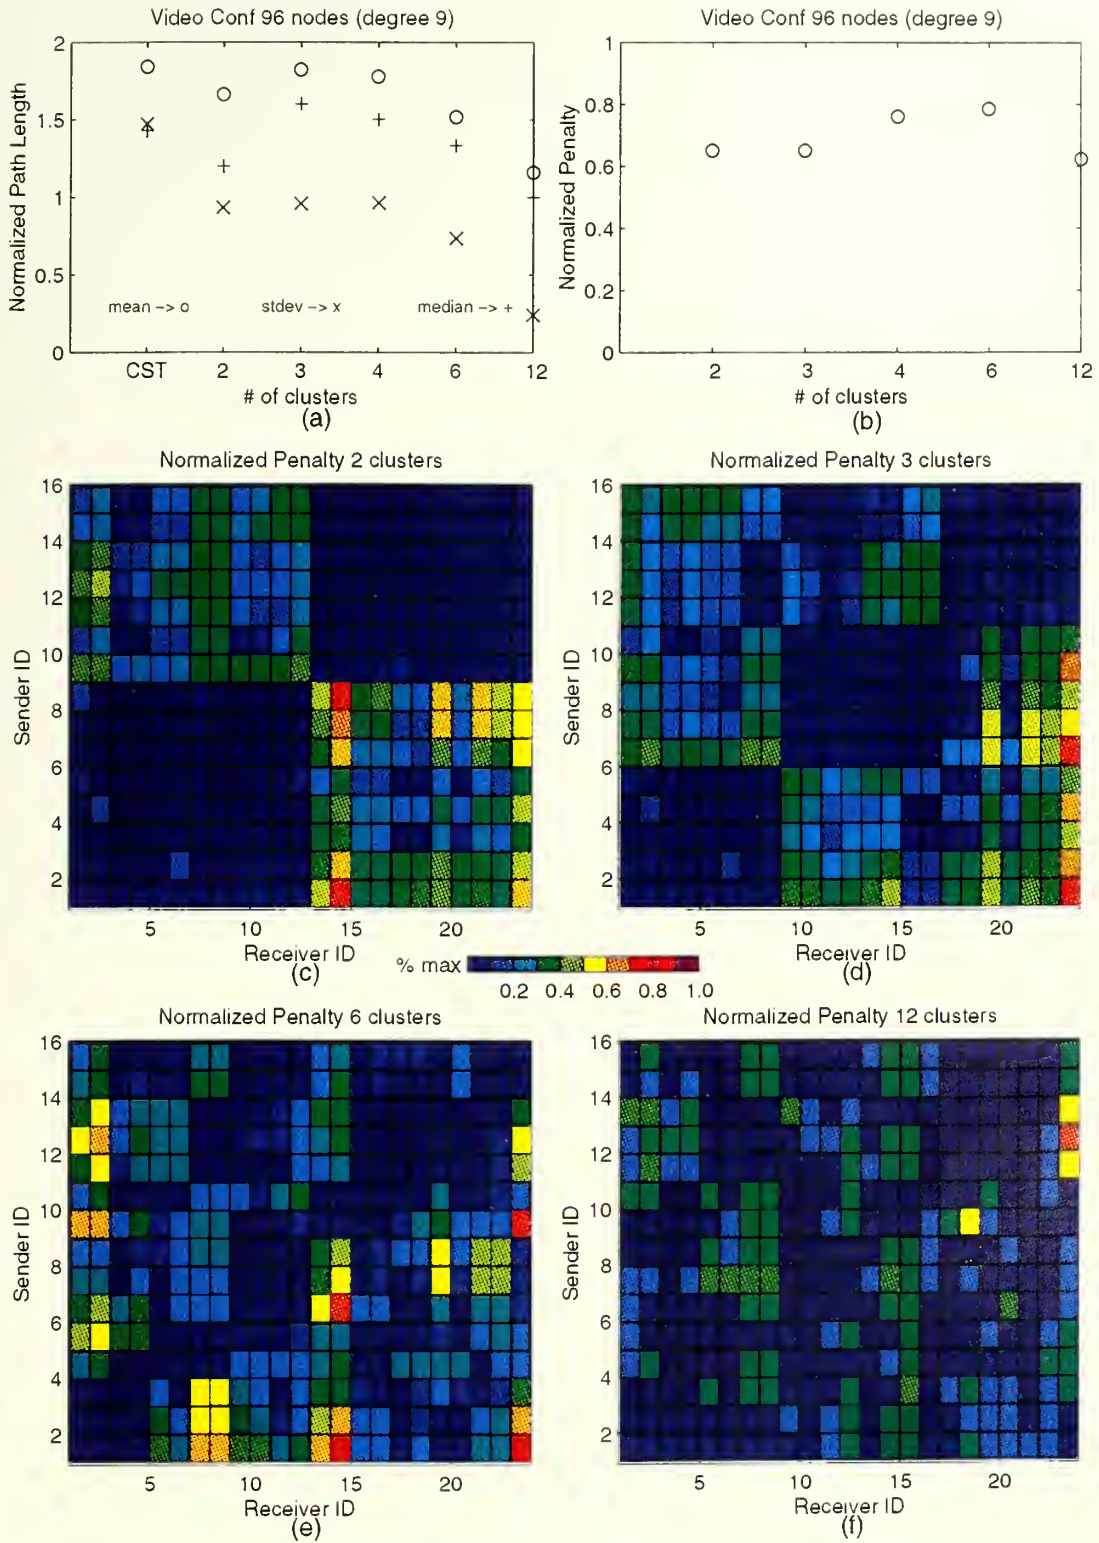 Video Conf 96 nodes (degree 9)
Normalized Path Length
2
1.5
1
0.5
0
mean -> o
stdev -> x
median -> +
CST 2 3 4 6 12
# of clusters
(a)
Video Conf 96 nodes (degree 9)
Normalized Penalty
1
0.8
0.6
0.4
0.2
0
2 3 4 6 12
# of clusters
(b)
Normalized Penalty 2 clusters
Sender ID
16
14
12
10
8
6
4
2
5 10 15 20
Receiver ID
(c)
Normalized Penalty 3 clusters
Sender ID
16
14
12
10
8
6
4
2
5 10 15 20
Receiver ID
(d)
% max
0.2 0.4 0.6 0.8 1.0
Normalized Penalty 6 clusters
Sender ID
16
14
12
10
8
6
4
2
5 10 15 20
Receiver ID
(e)
Normalized Penalty 12 clusters
Sender ID
16
14
12
10
8
6
4
2
5 10 15 20
Receiver ID
(f)